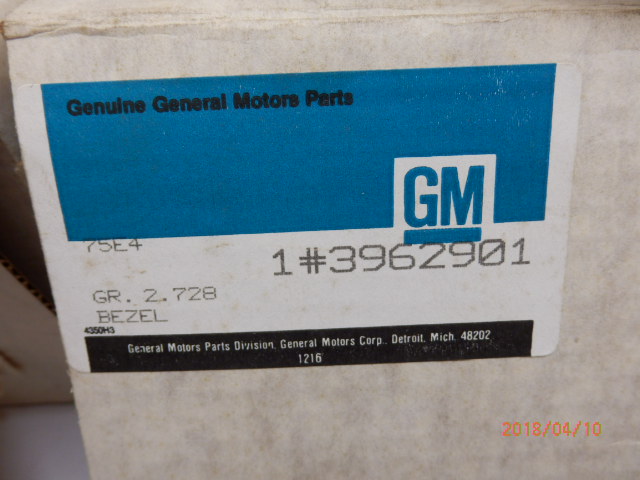 Genuine General Motors Parts
GM
75E4
1#3962901
GR. 2.728
BEZEL
4350H3
General Motors Parts Division, General Motors Corp., Detroit, Mich. 48202
1216
2018/04/10